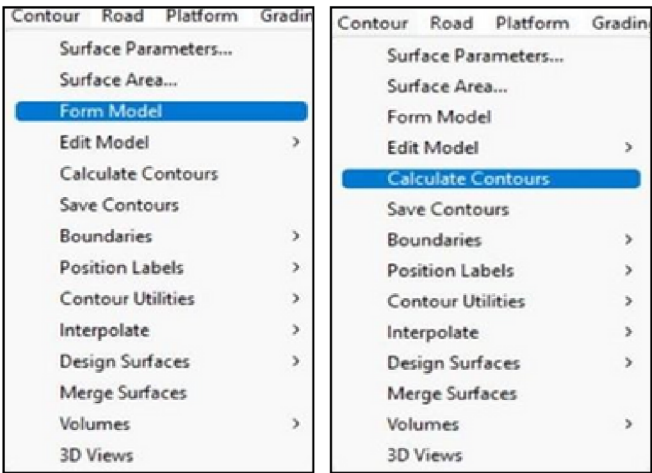 Contour Road Platform Gradin
Surface Parameters...
Surface Area...
Form Model
Edit Model
Calculate Contours
Save Contours
Boundaries
Position Labels
Contour Utilities
Interpolate
Design Surfaces
Merge Surfaces
Volumes
3D Views
Contour Road Platform Grading
Surface Parameters...
Surface Area...
Form Model
Edit Model
Calculate Contours
Save Contours
Boundaries
Position Labels
Contour Utilities
Interpolate
Design Surfaces
Merge Surfaces
Volumes
3D Views